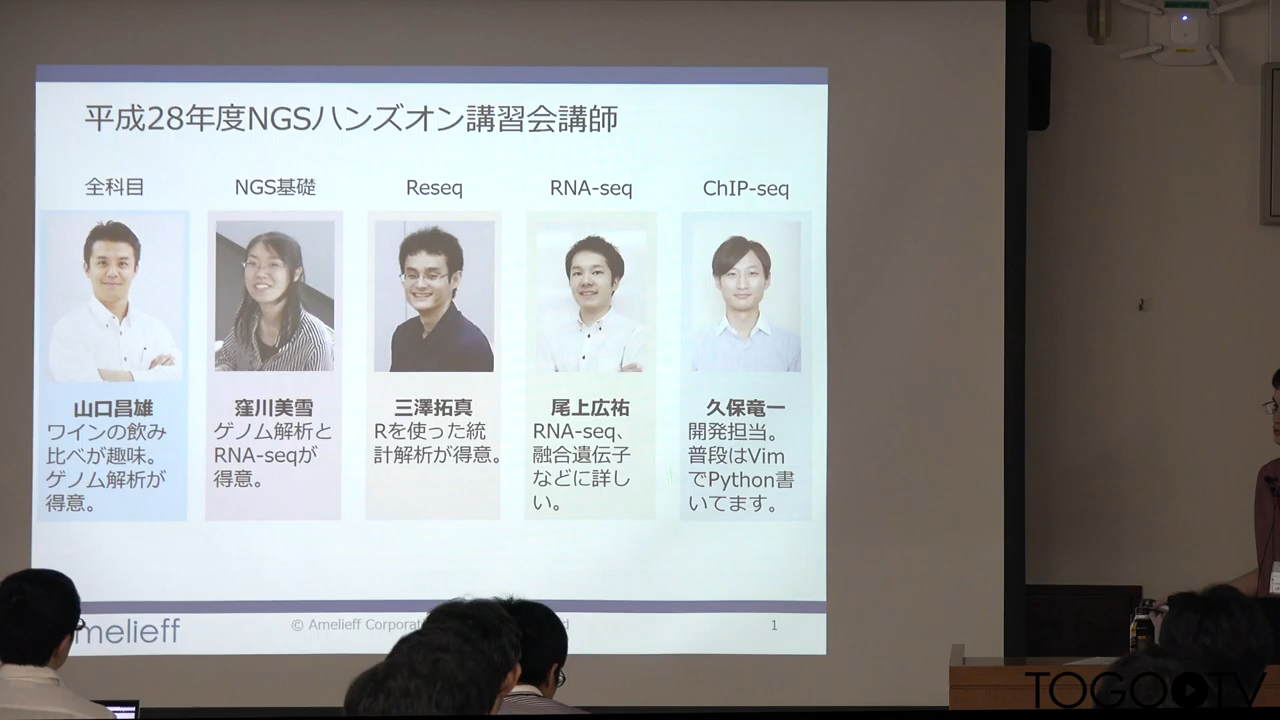 平成28年度NGSハンズオン講習会講師
全科目
NGS基礎
Reseq
RNA-seq
ChIP-seq
山口昌雄
ワインの飲み
比べが趣味。
ゲノム解析が
得意。
窪川美雪
ゲノム解析と
RNA-seqが
得意。
三澤拓真
Rを使った統
計解析が得意。
尾上広祐
RNA-seq、
融合遺伝子
などに詳し
い。
久保竜一
開発担当。
普段はVim
でPython書
いてます。
melieff
© Amelieff
1
TOGOTV